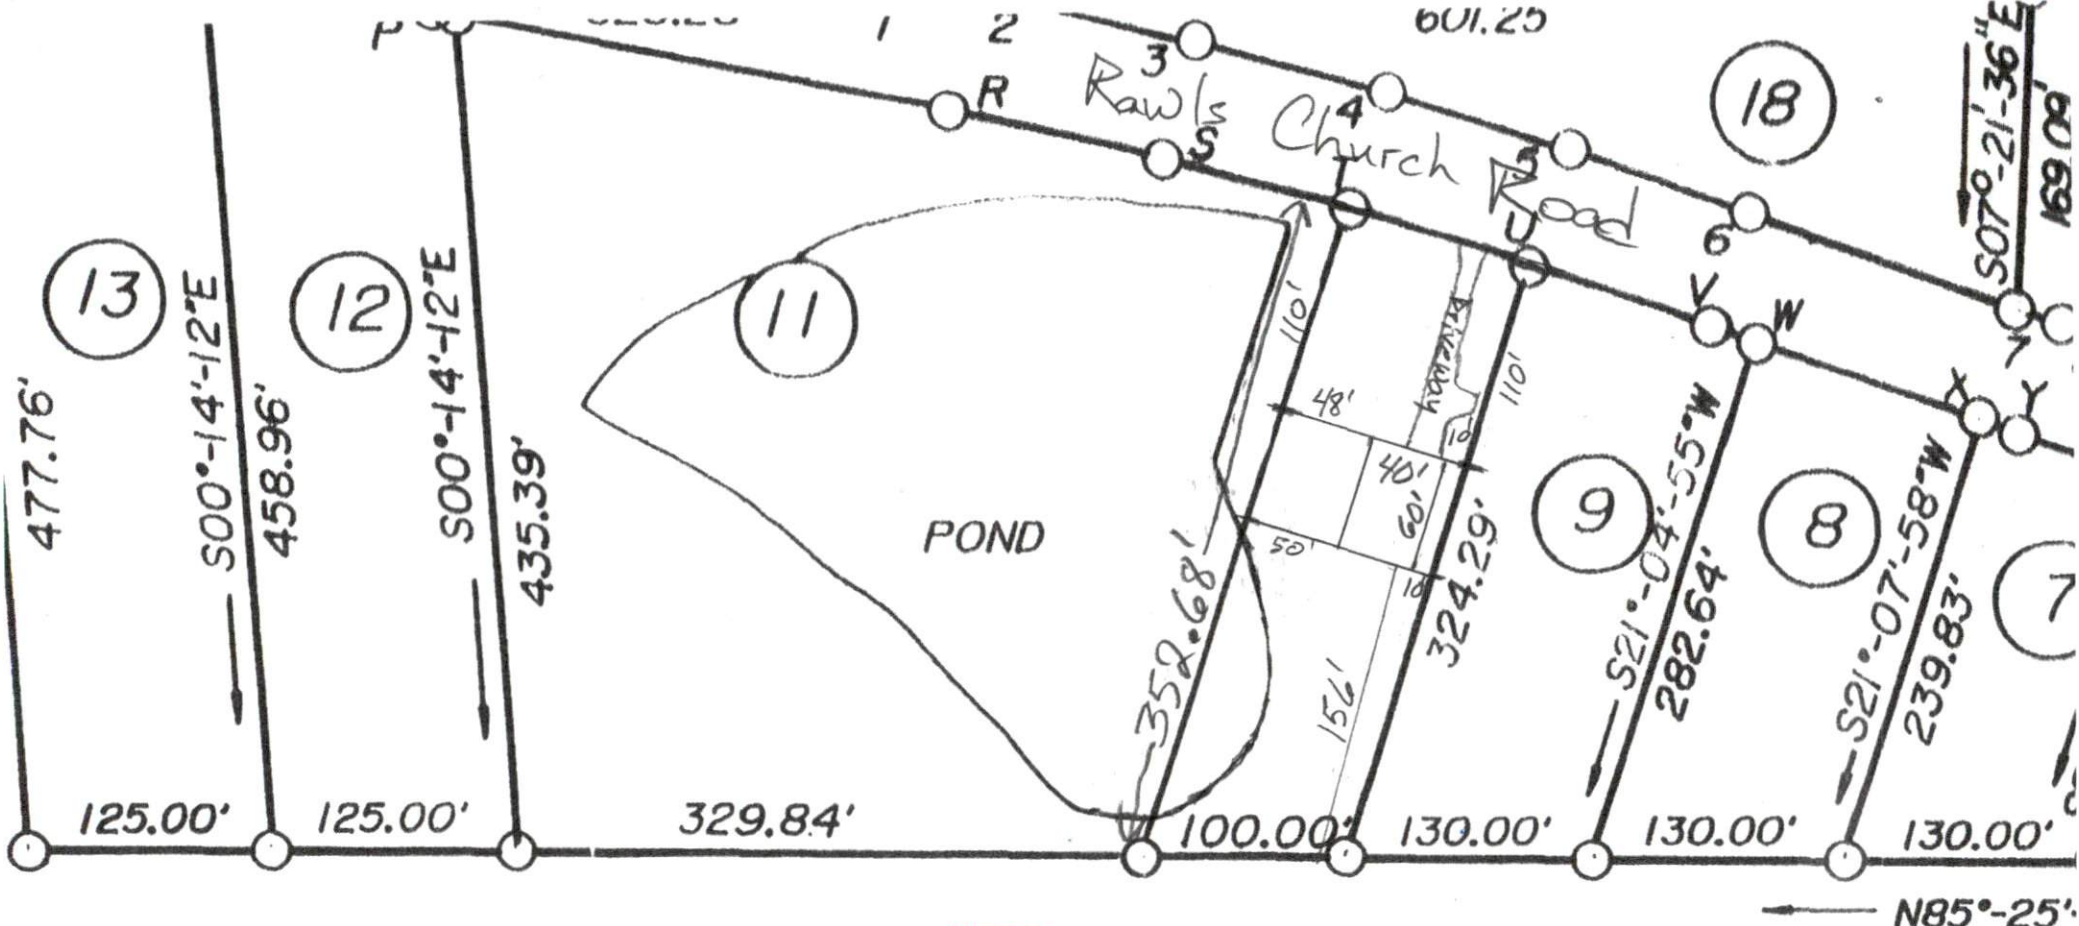 601.25
1
2
3
4
5
6
7
18
R
S
T
U
V
W
X
Y
Rawls Church Road
S07°-21'-36"E
169.09'
13
12
11
9
8
7
477.76'
S00°-14'-12"E
458.96'
S00°-14'-12"E
435.39'
POND
110'
352.68'
48'
40'
10
60'
50'
10
156'
110'
324.29'
S21°-04'-55"W
282.64'
S21°-07'-58"W
239.83'
125.00'
125.00'
329.84'
100.00'
130.00'
130.00'
130.00'
N85°-25'-